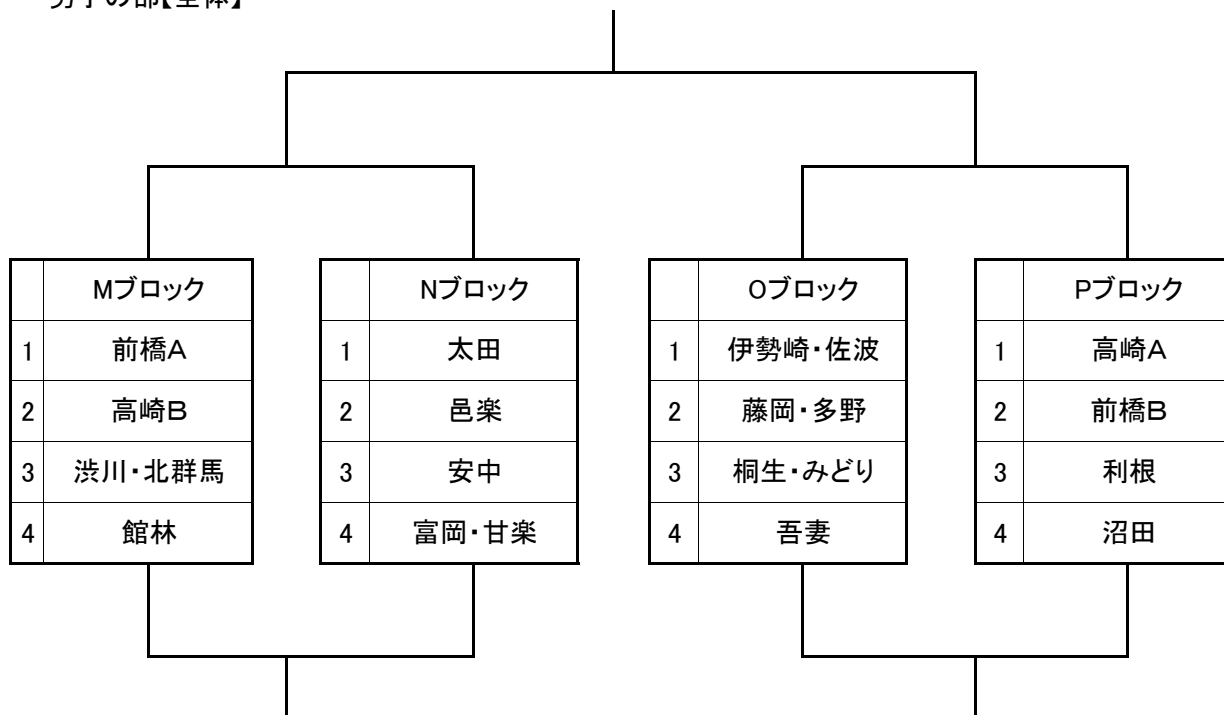 男子の部【全体】
Mブロック
1 前橋A
2 高崎B
3 渋川・北群馬
4 館林
Nブロック
1 太田
2 邑楽
3 安中
4 富岡・甘楽
Oブロック
1 伊勢崎・佐波
2 藤岡・多野
3 桐生・みどり
4 吾妻
Pブロック
1 高崎A
2 前橋B
3 利根
4 沼田